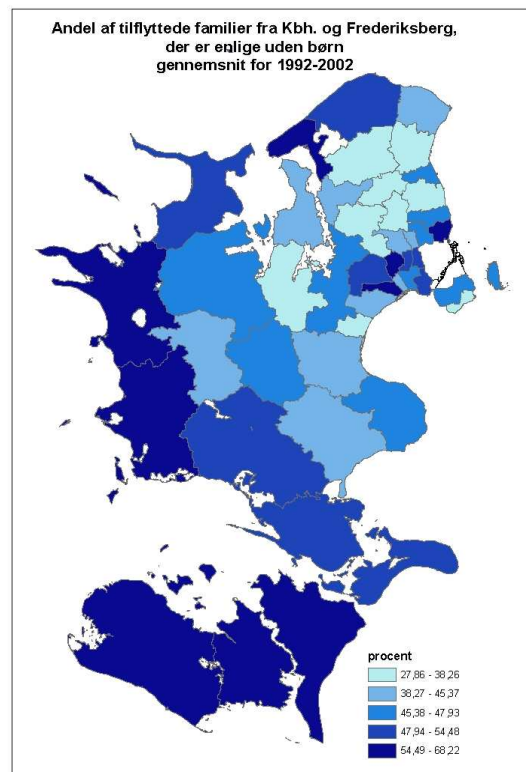 Andel af tilflyttede familier fra Kbh. og Frederiksberg,
der er enlige uden børn
gennemsnit for 1992-2002
procent
27,86 - 38,26
38,27 - 45,37
45,38 - 47,93
47,94 - 54,48
54,49 - 68,22